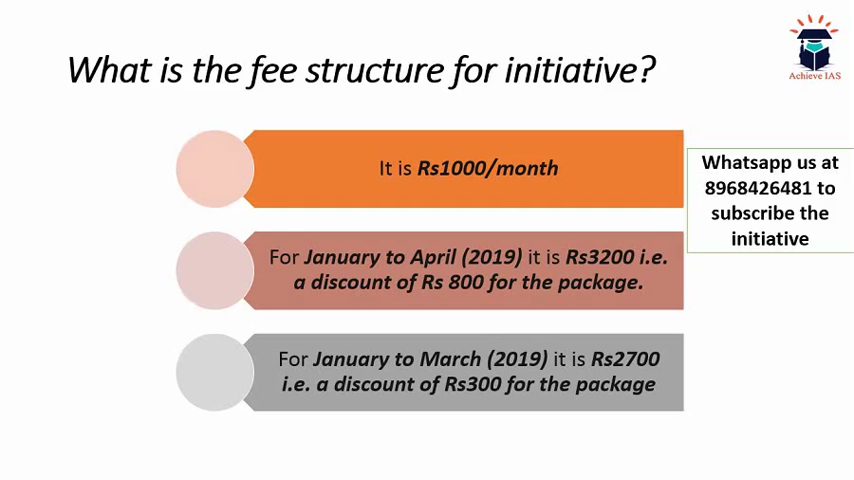 What is the fee structure for initiative?
Achieve IAS
It is Rs1000/month
Whatsapp us at
8968426481 to
subscribe the
initiative
For January to April (2019) it is Rs3200 i.e.
a discount of Rs 800 for the package.
For January to March (2019) it is Rs2700
i.e. a discount of Rs300 for the package